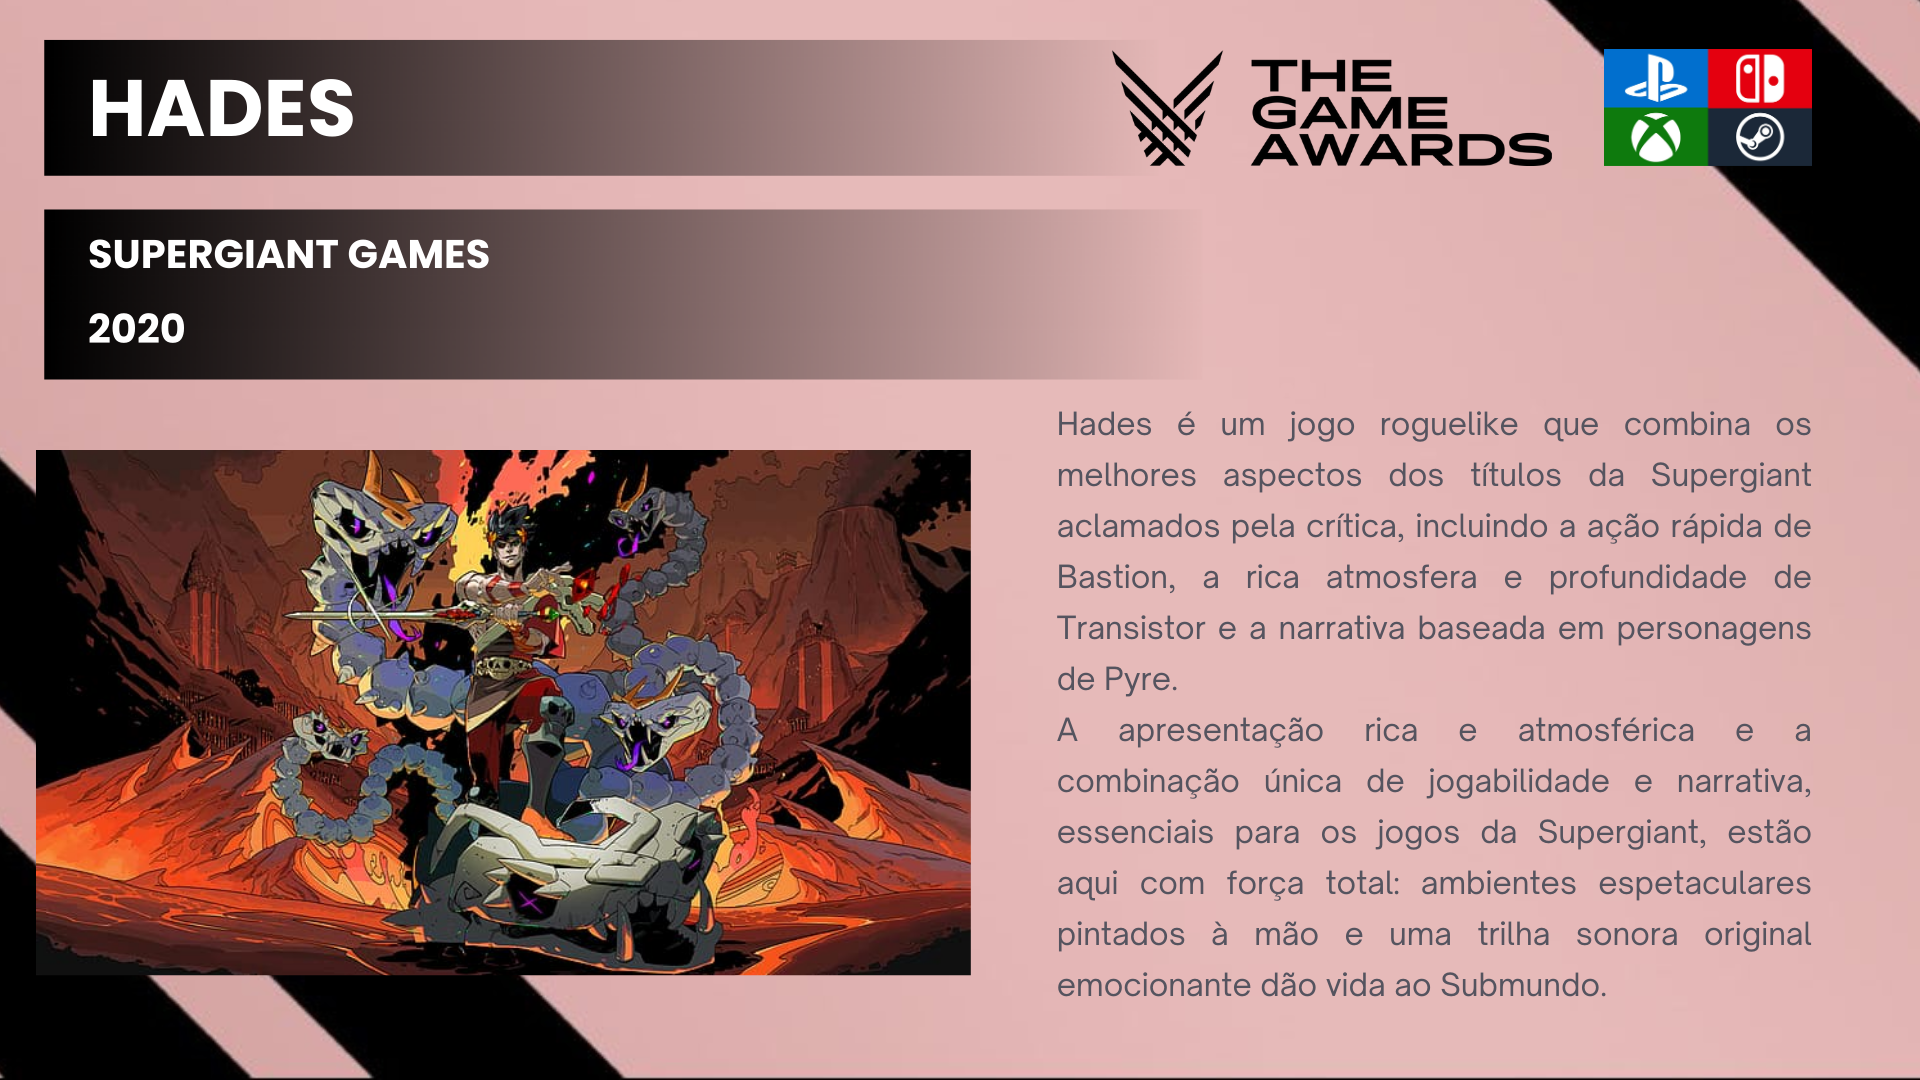 HADES
THE
GAME
AWARDS
SUPERGIANT GAMES
2020
Hades é um jogo roguelike que combina os
melhores aspectos dos títulos da Supergiant
aclamados pela crítica, incluindo a ação rápida de
Bastion, a rica atmosfera e profundidade de
Transistor e a narrativa baseada em personagens
de Pyre.
A apresentação rica e atmosférica e a
combinação única de jogabilidade e narrativa,
essenciais para os jogos da Supergiant, estão
aqui com força total: ambientes espetaculares
pintados à mão e uma trilha sonora original
emocionante dão vida ao Submundo.